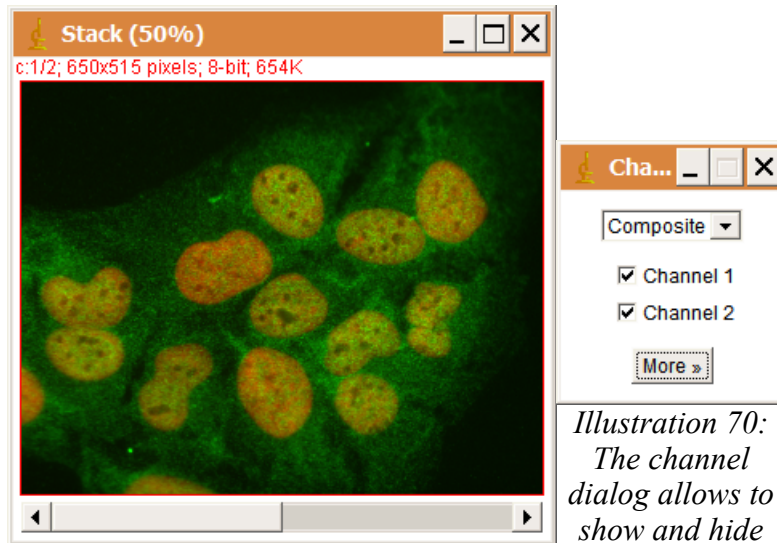 Stack (50%)
c:1/2; 650x515 pixels; 8-bit; 654K
Cha...
Composite
Channel 1
Channel 2
More »
Illustration 70:
The channel
dialog allows to
show and hide